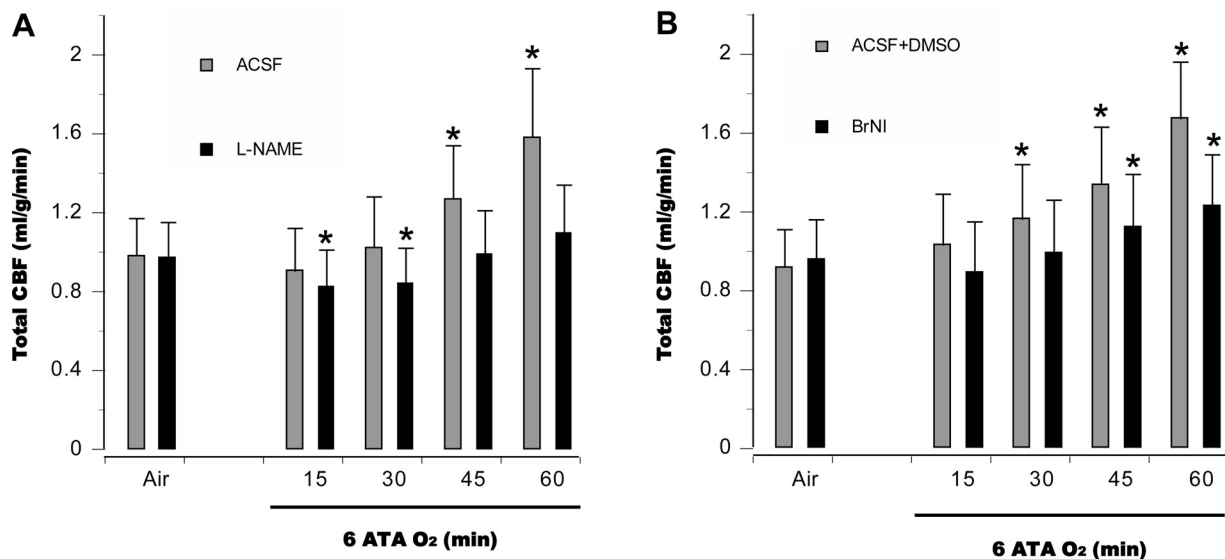 A
Total CBF (ml/g/min)
2
1.6
1.2
0.8
0.4
0
ACSF
L-NAME
*
*
*
*
Air
15 30 45 60
6 ATA O₂ (min)
B
Total CBF (ml/g/min)
2
1.6
1.2
0.8
0.4
0
ACSF+DMSO
BrNI
*
*
*
*
*
Air
15 30 45 60
6 ATA O₂ (min)